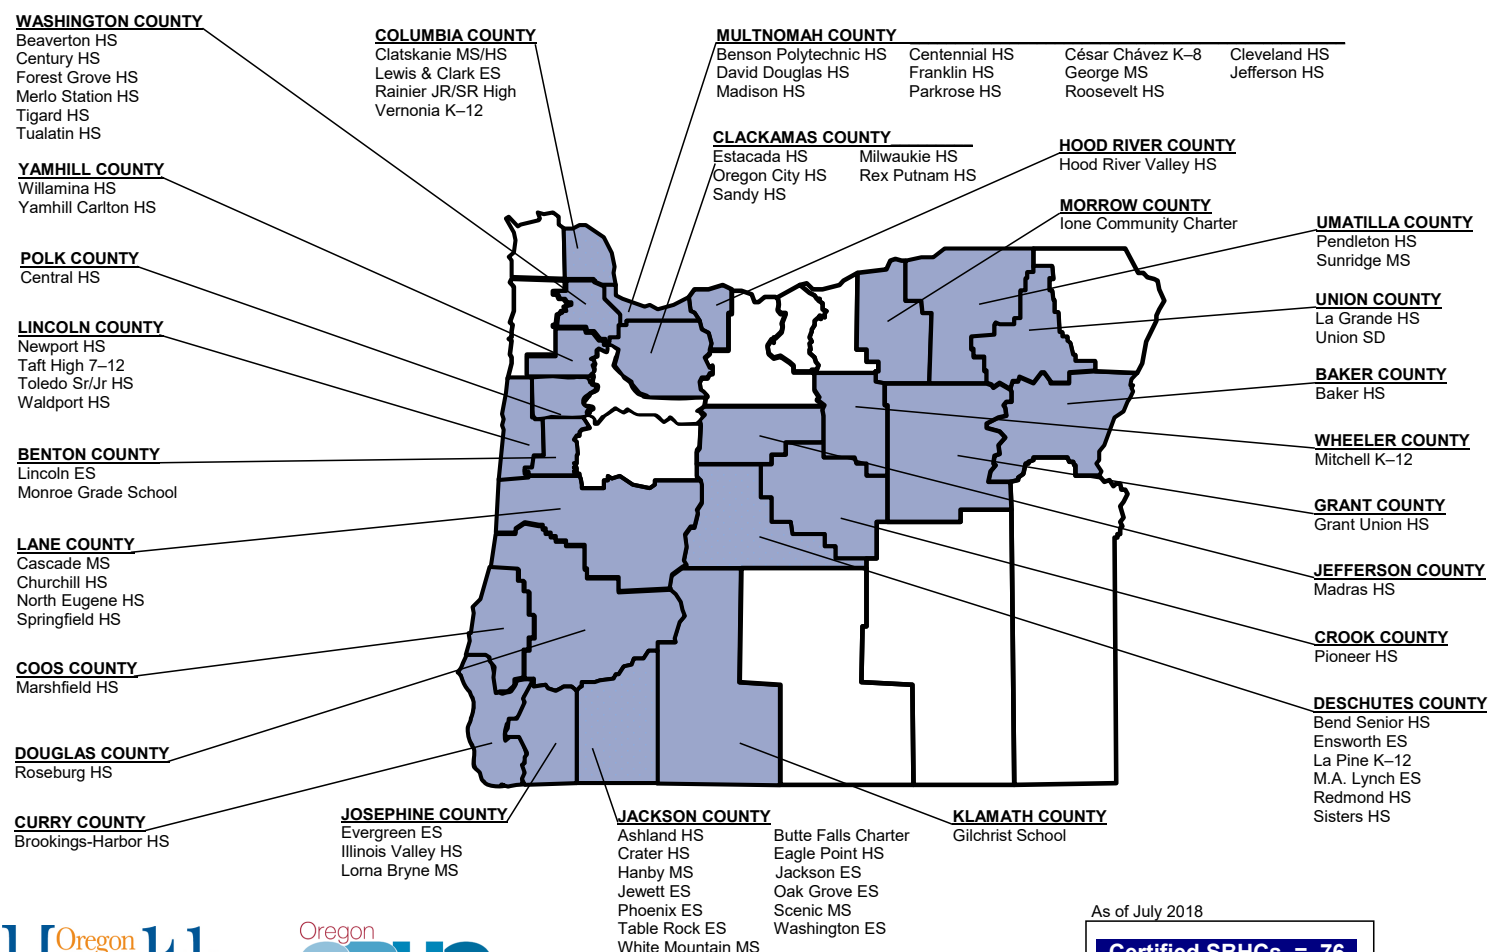 WASHINGTON COUNTY
Beaverton HS
Century HS
Forest Grove HS
Merlo Station HS
Tigard HS
Tualatin HS
COLUMBIA COUNTY
Clatskanie MS/HS
Lewis & Clark ES
Rainier JR/SR High
Vernonia K–12
MULTNOMAH COUNTY
Benson Polytechnic HS Centennial HS César Chávez K–8 Cleveland HS
David Douglas HS Franklin HS George MS Jefferson HS
Madison HS Parkrose HS Roosevelt HS
CLACKAMAS COUNTY
Estacada HS Milwaukie HS
Oregon City HS Rex Putnam HS
Sandy HS
HOOD RIVER COUNTY
Hood River Valley HS
MORROW COUNTY
Ione Community Charter
UMATILLA COUNTY
Pendleton HS
Sunridge MS
UNION COUNTY
La Grande HS
Union SD
BAKER COUNTY
Baker HS
WHEELER COUNTY
Mitchell K–12
GRANT COUNTY
Grant Union HS
JEFFERSON COUNTY
Madras HS
CROOK COUNTY
Pioneer HS
DESCHUTES COUNTY
Bend Senior HS
Ensworth ES
La Pine K–12
M.A. Lynch ES
Redmond HS
Sisters HS
YAMHILL COUNTY
Willamina HS
Yamhill Carlton HS
POLK COUNTY
Central HS
LINCOLN COUNTY
Newport HS
Taft High 7–12
Toledo Sr/Jr HS
Waldport HS
BENTON COUNTY
Lincoln ES
Monroe Grade School
LANE COUNTY
Cascade MS
Churchill HS
North Eugene HS
Springfield HS
COOS COUNTY
Marshfield HS
DOUGLAS COUNTY
Roseburg HS
CURRY COUNTY
Brookings-Harbor HS
JOSEPHINE COUNTY
Evergreen ES
Illinois Valley HS
Lorna Bryne MS
JACKSON COUNTY
Ashland HS Butte Falls Charter
Crater HS Eagle Point HS
Hanby MS Jackson ES
Jewett ES Oak Grove ES
Phoenix ES Scenic MS
Table Rock ES Washington ES
White Mountain MS
KLAMATH COUNTY
Gilchrist School
As of July 2018
Certified SBHCs = 76
Oregon
Oregon